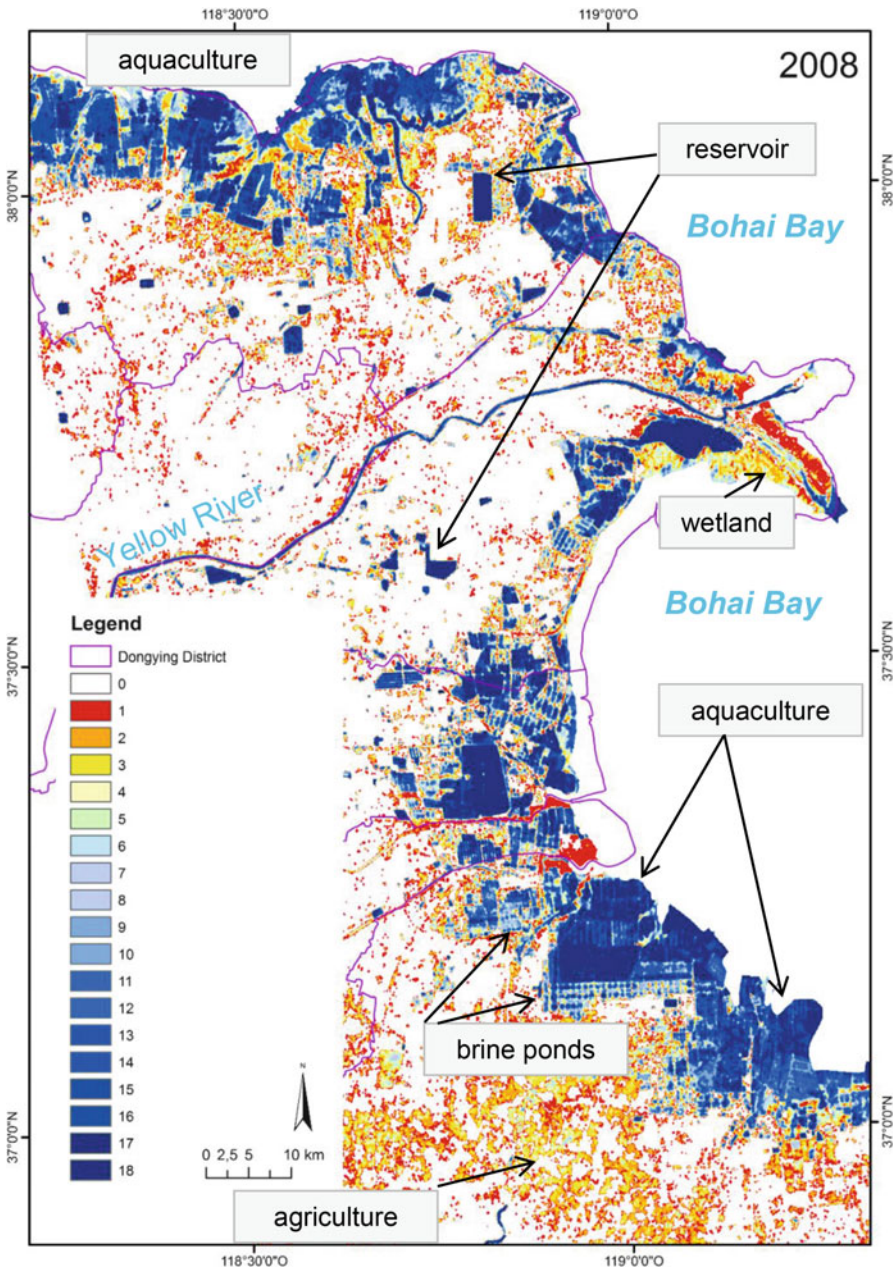 118°30'0"E
119°0'0"E
aquaculture
2008
reservoir
38°0'0"N
38°0'0"N
Bohai Bay
Yellow River
wetland
Bohai Bay
Legend
Dongying District
0
1
2
3
4
5
6
7
8
9
10
11
12
13
14
15
16
17
18
37°30'0"N
37°30'0"N
aquaculture
brine ponds
N
0 2,5 5 10 km
37°0'0"N
37°0'0"N
agriculture
118°30'0"E
119°0'0"E